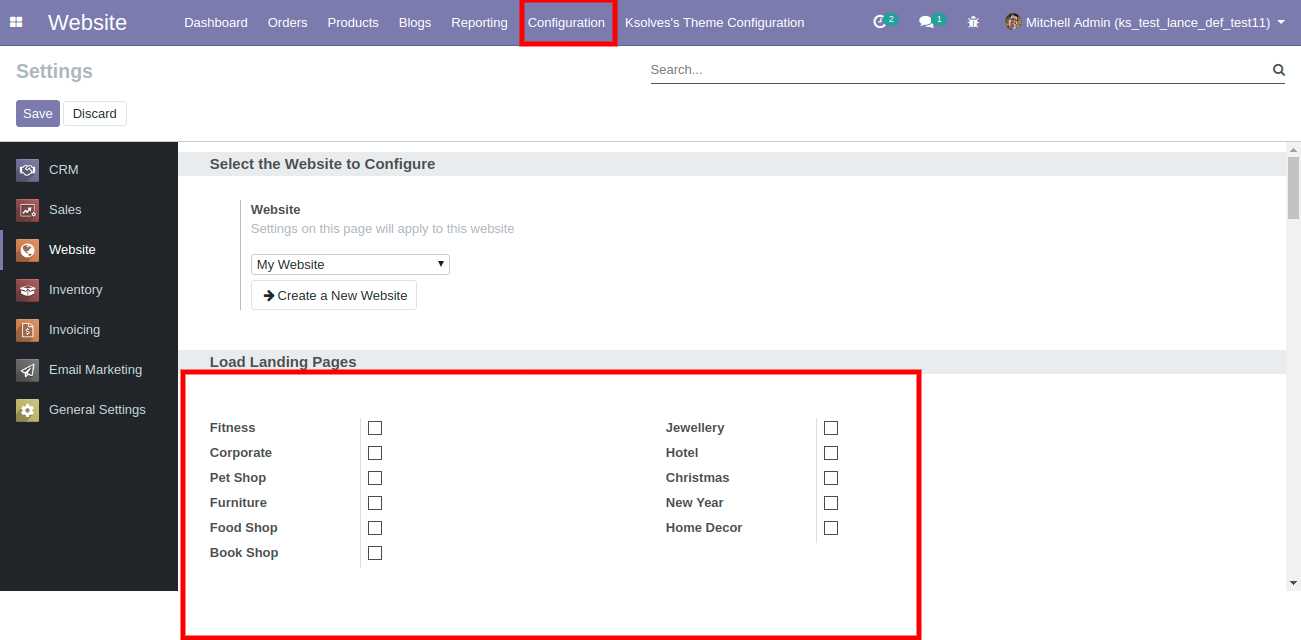 Website Dashboard Orders Products Blogs Reporting Configuration Ksolves's Theme Configuration 2 1 Mitchell Admin (ks_test_lance_def_test11)
Settings
Search...
Save Discard
CRM
Sales
Website
Inventory
Invoicing
Email Marketing
General Settings
Select the Website to Configure
Website
Settings on this page will apply to this website
My Website
Create a New Website
Load Landing Pages
Fitness
Corporate
Pet Shop
Furniture
Food Shop
Book Shop
Jewellery
Hotel
Christmas
New Year
Home Decor